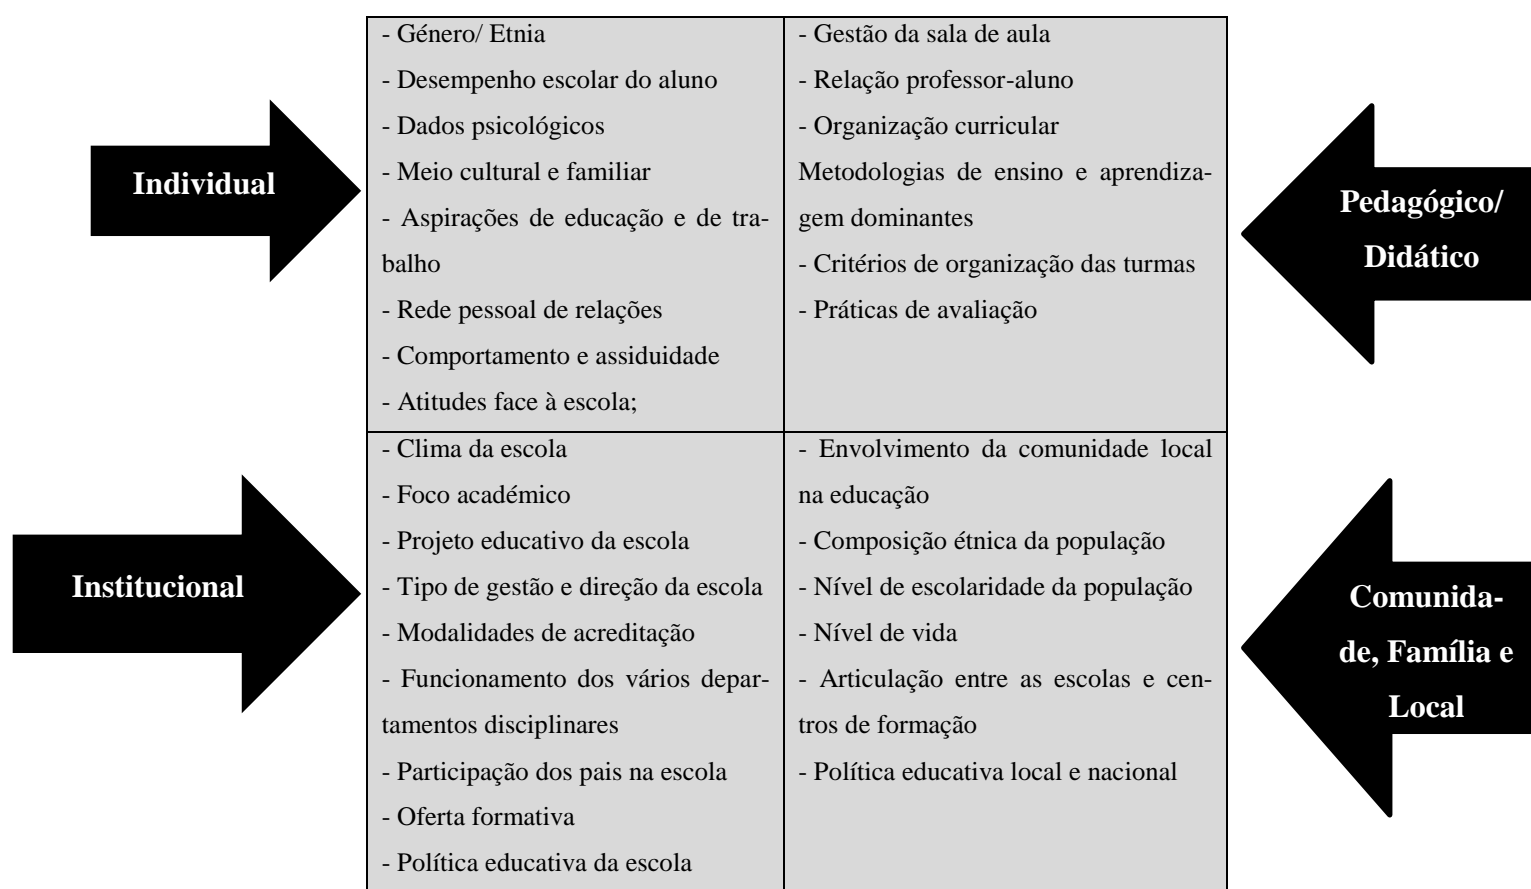 Individual
- Género/ Etnia
- Desempenho escolar do aluno
- Dados psicológicos
- Meio cultural e familiar
- Aspirações de educação e de tra-
balho
- Rede pessoal de relações
- Comportamento e assiduidade
- Atitudes face à escola;
- Gestão da sala de aula
- Relação professor-aluno
- Organização curricular
Metodologias de ensino e aprendiza-
gem dominantes
- Critérios de organização das turmas
- Práticas de avaliação
Pedagógico/
Didático
Institucional
- Clima da escola
- Foco académico
- Projeto educativo da escola
- Tipo de gestão e direção da escola
- Modalidades de acreditação
- Funcionamento dos vários depar-
tamentos disciplinares
- Participação dos pais na escola
- Oferta formativa
- Política educativa da escola
- Envolvimento da comunidade local
na educação
- Composição étnica da população
- Nível de escolaridade da população
- Nível de vida
- Articulação entre as escolas e cen-
tros de formação
- Política educativa local e nacional
Comunida-
de, Família e
Local